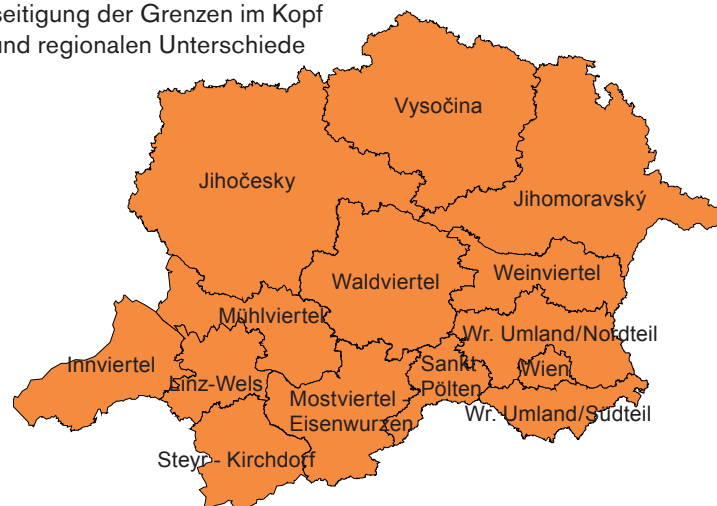 seitigung der Grenzen im Kopf
und regionalen Unterschiede
Vysočina
Jihočesky
Jihomoravský
Weinviertel
Waldviertel
Mühlviertel
Wr. Umland/Nordteil
Innviertel
Sankt
Pölten
Wien
Linz-Wels
Mostviertel -
Eisenwurzen
Wr. Umland/Südteil
Steyr - Kirchdorf